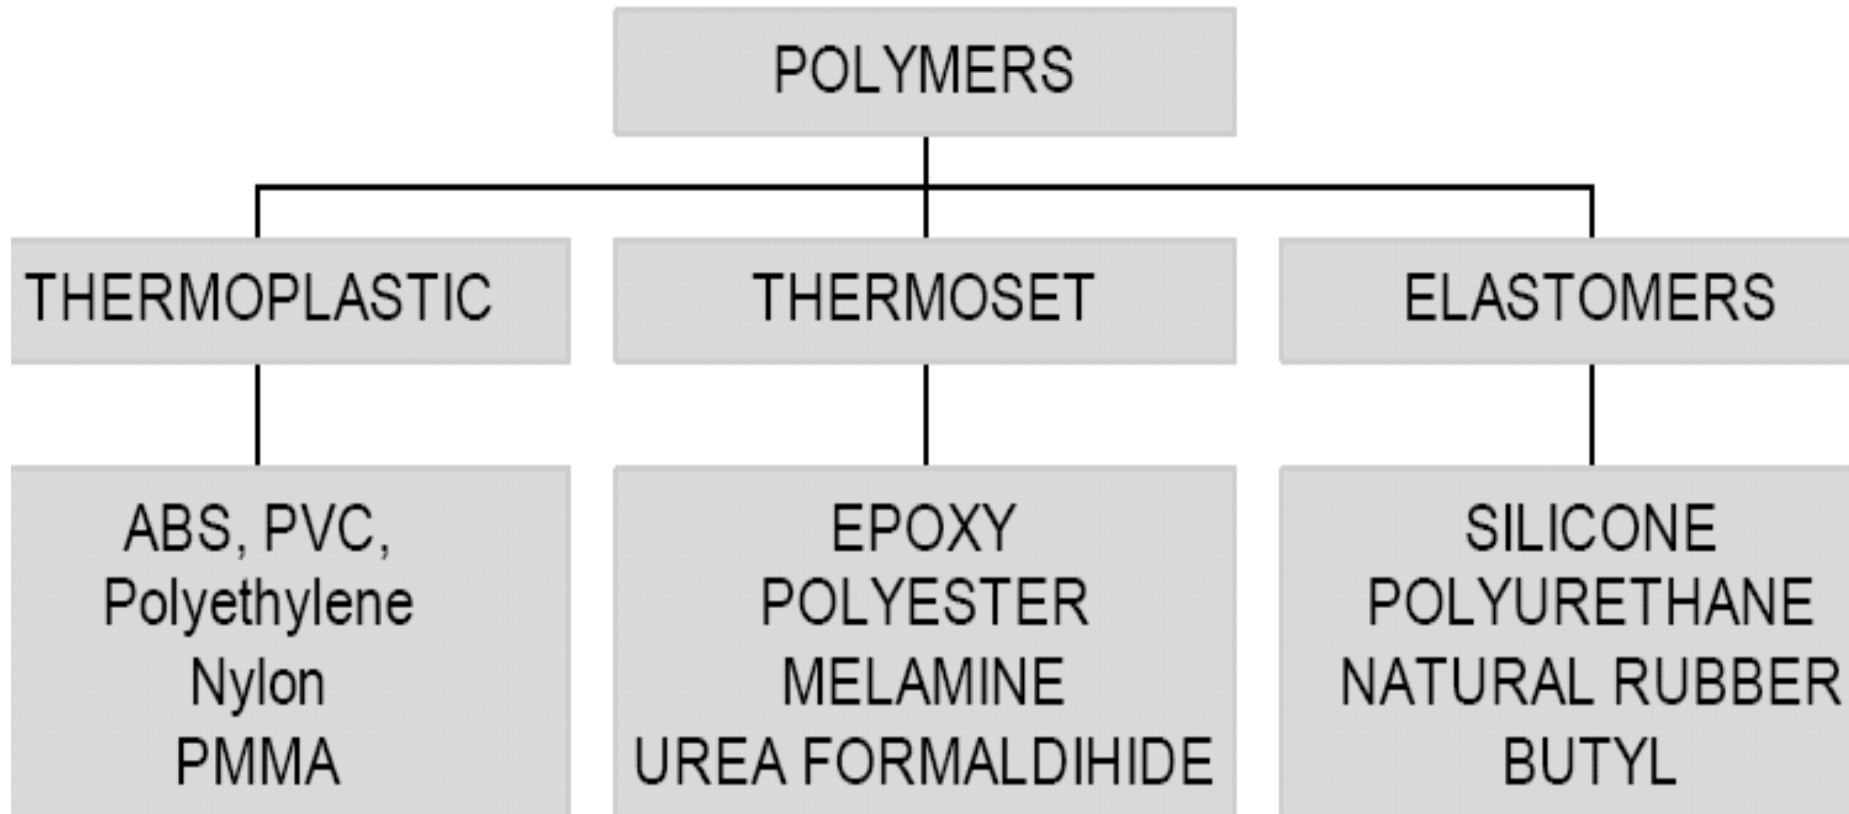 POLYMERS
THERMOPLASTIC
THERMOSET
ELASTOMERS
ABS, PVC,
Polyethylene
Nylon
PMMA
EPOXY
POLYESTER
MELAMINE
UREA FORMALDIHIDE
SILICONE
POLYURETHANE
NATURAL RUBBER
BUTYL